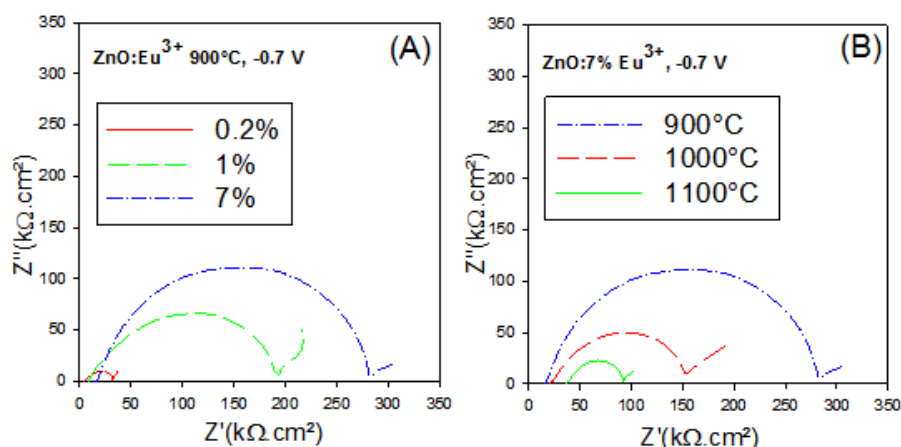 ZnO:Eu³⁺ 900°C, -0.7 V
(A)
0.2%
1%
7%
Z''(kΩ.cm²)
350
300
250
200
150
100
50
0
0 50 100 150 200 250 300 350
Z'(kΩ.cm²)
ZnO:7% Eu³⁺, -0.7 V
(B)
900°C
1000°C
1100°C
Z''(kΩ.cm²)
350
300
250
200
150
100
50
0
0 50 100 150 200 250 300 350
Z'(kΩ.cm²)